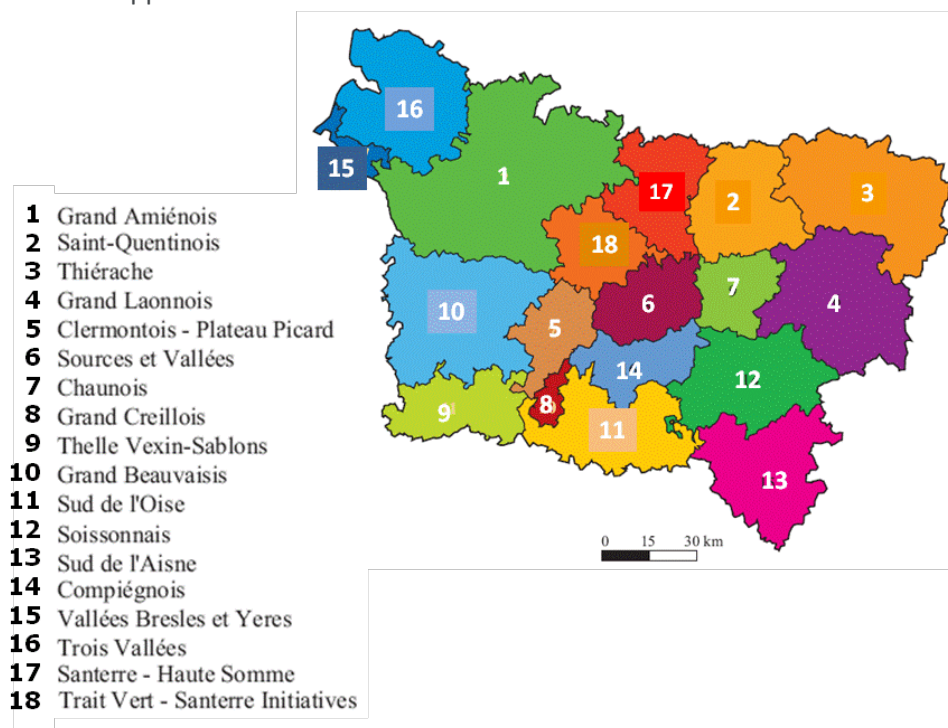 16
15
1
17
2
3
18
10
6
7
4
5
14
12
9
8
11
13
0 15 30 km
1 Grand Amiénois
2 Saint-Quentinois
3 Thiérache
4 Grand Laonnois
5 Clermontois - Plateau Picard
6 Sources et Vallées
7 Chaunois
8 Grand Creillois
9 Thelle Vexin-Sablons
10 Grand Beauvaisis
11 Sud de l'Oise
12 Soissonnais
13 Sud de l'Aisne
14 Compiégnois
15 Vallées Bresles et Yeres
16 Trois Vallées
17 Santerre - Haute Somme
18 Trait Vert - Santerre Initiatives